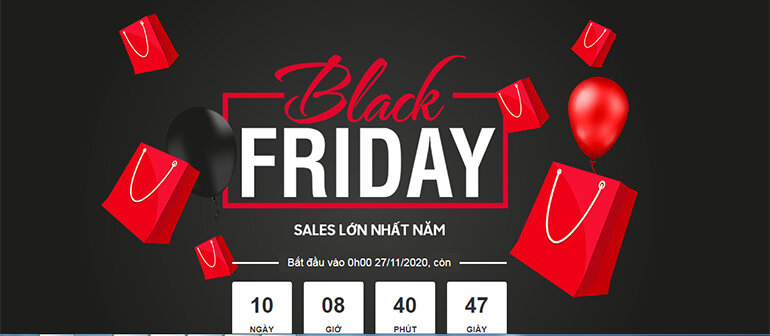 Black
FRIDAY
SALES LỚN NHẤT NĂM
Bắt đầu vào 0h00 27/11/2020, còn
10 08 40 47
NGÀY GIỜ PHÚT GIÂY